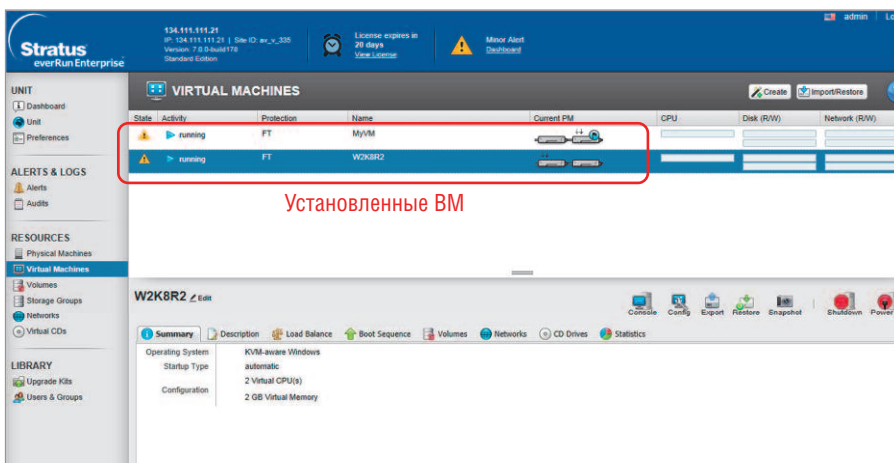 admin | Lo
Stratus
everRun Enterprise
134.111.111.21
IP: 134.111.111.21 | Site ID: av_v_335
Version: 7.0.0-build178
Standard Edition
License expires in
20 days
View License
Minor Alert
Dashboard
UNIT
Dashboard
Unit
Preferences
ALERTS & LOGS
Alerts
Audits
RESOURCES
Physical Machines
Virtual Machines
Volumes
Storage Groups
Networks
Virtual CDs
LIBRARY
Upgrade Kits
Users & Groups
VIRTUAL MACHINES
Create
Import/Restore
State Activity Protection Name Current PM CPU Disk (R/W) Network (R/W)
running FT MyVM
running FT W2K8R2
Установленные ВМ
W2K8R2 Edit
Console Config Export Restore Snapshot Shutdown Power
Summary Description Load Balance Boot Sequence Volumes Networks CD Drives Statistics
Operating System KVM-aware Windows
Startup Type automatic
Configuration 2 Virtual CPU(s)
2 GB Virtual Memory